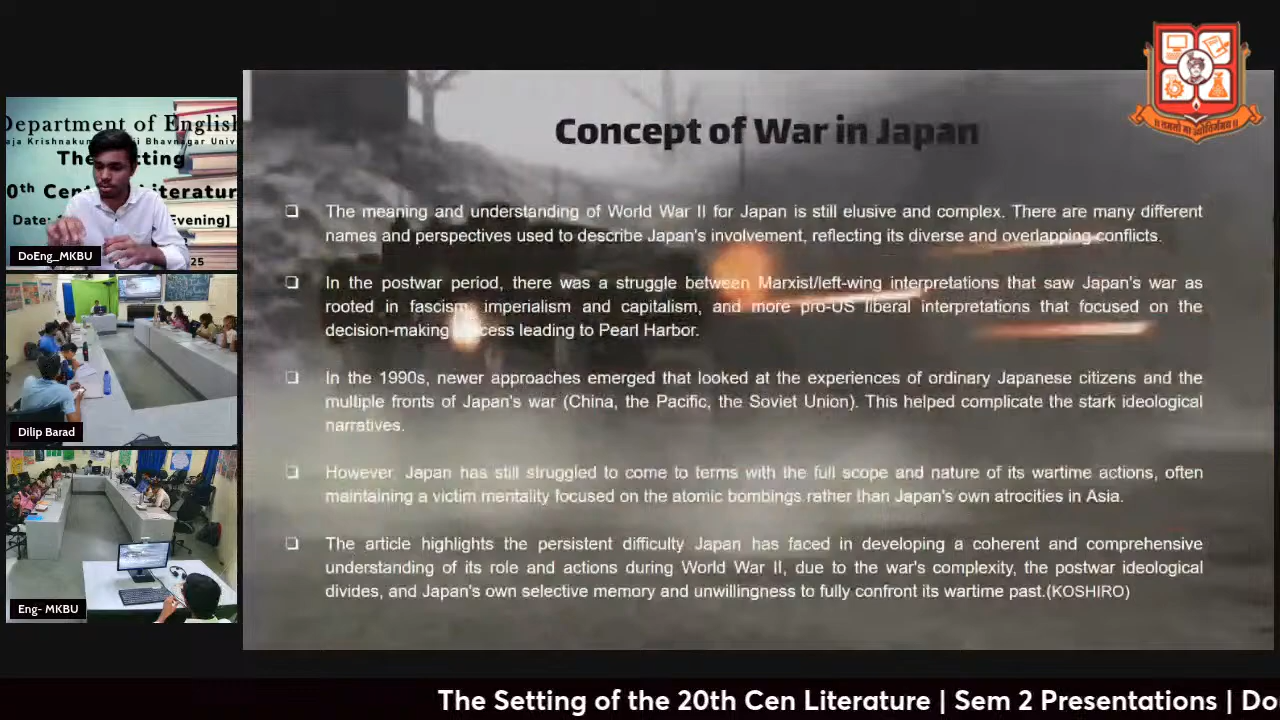 Department of English
The
tting
Date:
Evening]
25
DoEng_MKBU
Dilip Barad
Eng- MKBU
Concept of War in Japan
❑ The meaning and understanding of World War II for Japan is still elusive and complex. There are many different
names and perspectives used to describe Japan's involvement, reflecting its diverse and overlapping conflicts.
❑ In the postwar period, there was a struggle between Marxist/left-wing interpretations that saw Japan's war as
rooted in fascism, imperialism and capitalism, and more pro-US liberal interpretations that focused on the
decision-making process leading to Pearl Harbor.
❑ In the 1990s, newer approaches emerged that looked at the experiences of ordinary Japanese citizens and the
multiple fronts of Japan's war (China, the Pacific, the Soviet Union). This helped complicate the stark ideological
narratives.
❑ However, Japan has still struggled to come to terms with the full scope and nature of its wartime actions, often
maintaining a victim mentality focused on the atomic bombings rather than Japan's own atrocities in Asia.
❑ The article highlights the persistent difficulty Japan has faced in developing a coherent and comprehensive
understanding of its role and actions during World War II, due to the war's complexity, the postwar ideological
divides, and Japan's own selective memory and unwillingness to fully confront its wartime past.(KOSHIRO)
The Setting of the 20th Cen Literature | Sem 2 Presentations | Do